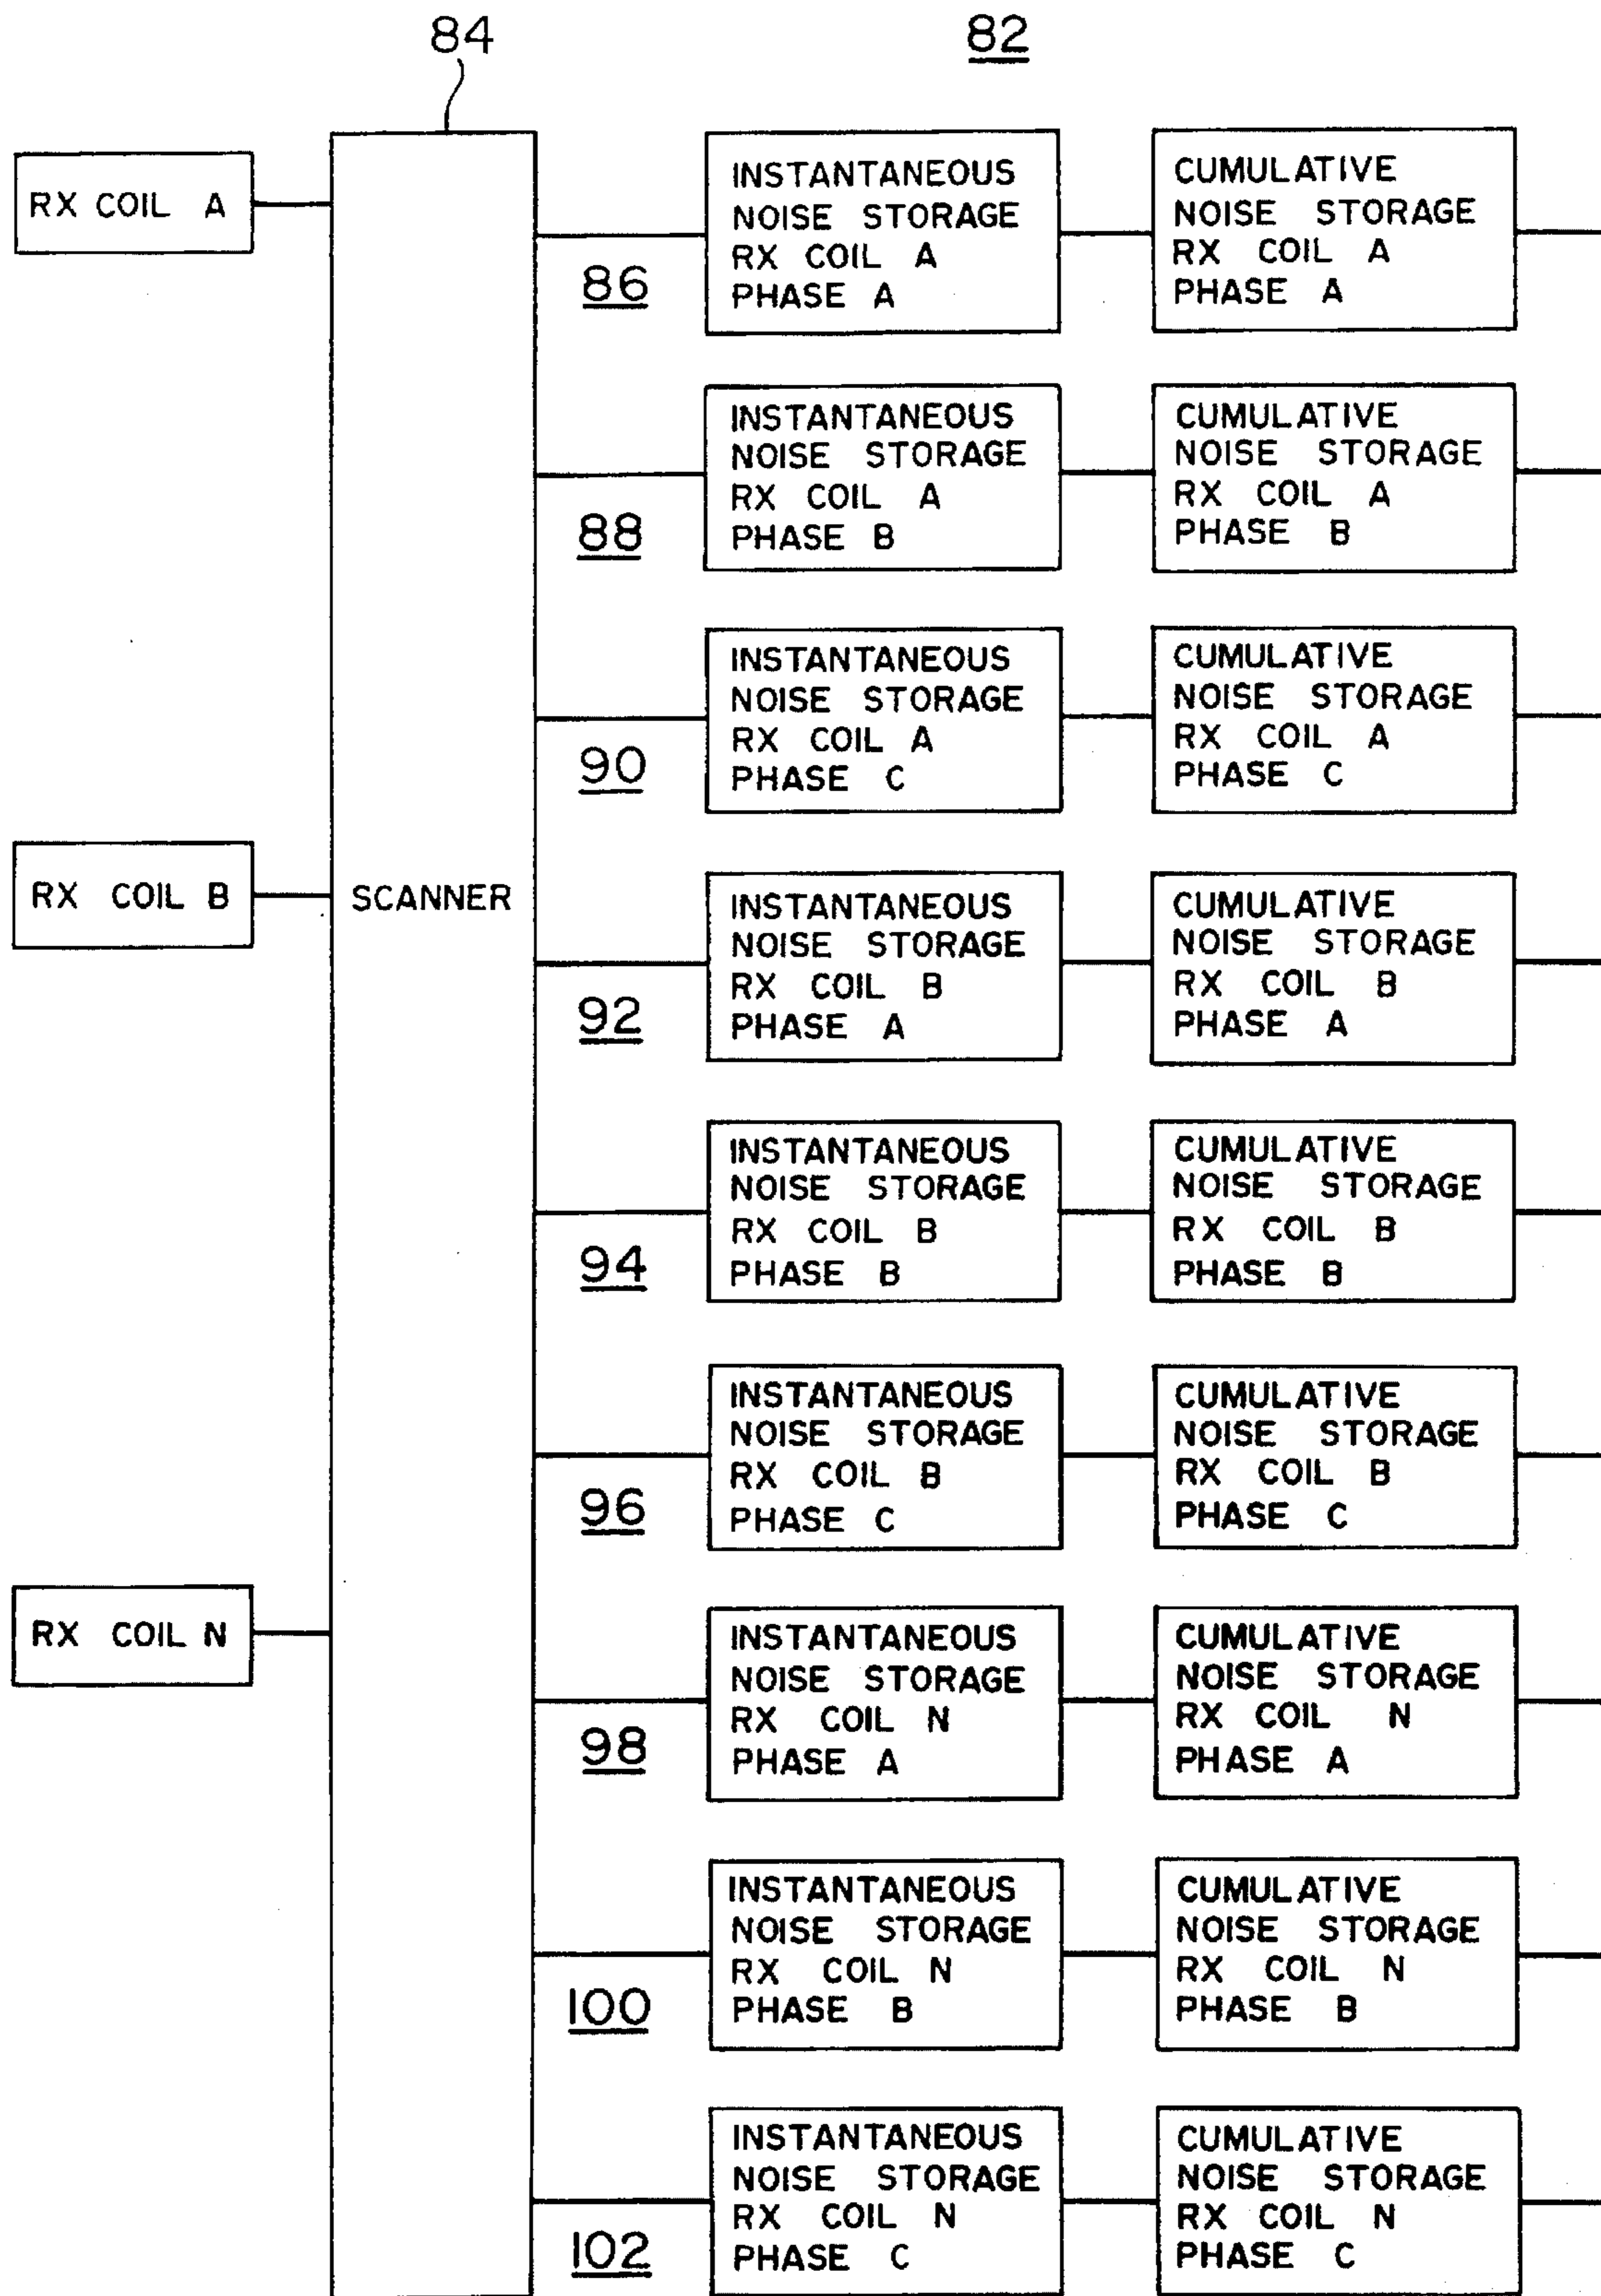 84
82
RX COIL A
RX COIL B
RX COIL N
SCANNER
INSTANTANEOUS
NOISE STORAGE
RX COIL A
PHASE A
CUMULATIVE
NOISE STORAGE
RX COIL A
PHASE A
86
INSTANTANEOUS
NOISE STORAGE
RX COIL A
PHASE B
CUMULATIVE
NOISE STORAGE
RX COIL A
PHASE B
88
INSTANTANEOUS
NOISE STORAGE
RX COIL A
PHASE C
CUMULATIVE
NOISE STORAGE
RX COIL A
PHASE C
90
INSTANTANEOUS
NOISE STORAGE
RX COIL B
PHASE A
CUMULATIVE
NOISE STORAGE
RX COIL B
PHASE A
92
INSTANTANEOUS
NOISE STORAGE
RX COIL B
PHASE B
CUMULATIVE
NOISE STORAGE
RX COIL B
PHASE B
94
INSTANTANEOUS
NOISE STORAGE
RX COIL B
PHASE C
CUMULATIVE
NOISE STORAGE
RX COIL B
PHASE C
96
INSTANTANEOUS
NOISE STORAGE
RX COIL N
PHASE A
CUMULATIVE
NOISE STORAGE
RX COIL N
PHASE A
98
INSTANTANEOUS
NOISE STORAGE
RX COIL N
PHASE B
CUMULATIVE
NOISE STORAGE
RX COIL N
PHASE B
100
INSTANTANEOUS
NOISE STORAGE
RX COIL N
PHASE C
CUMULATIVE
NOISE STORAGE
RX COIL N
PHASE C
102